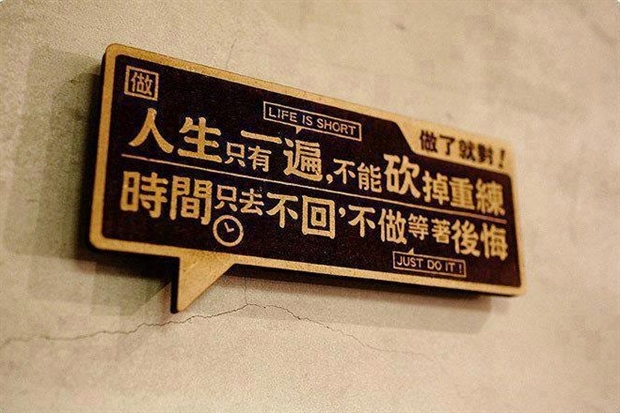 做
LIFE IS SHORT
做了就對!
人生只有一遍,不能砍掉重練
時間只去不回,不做等著後悔
JUST DO IT!